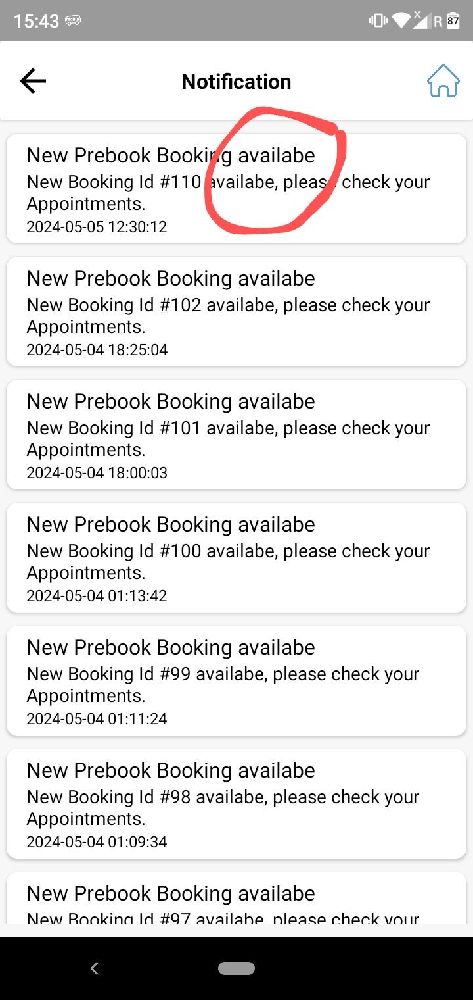 15:43 redBus X R 87
Notification
New Prebook Booking availabe
New Booking Id #110 availabe, please check your
Appointments.
2024-05-05 12:30:12
New Prebook Booking availabe
New Booking Id #102 availabe, please check your
Appointments.
2024-05-04 18:25:04
New Prebook Booking availabe
New Booking Id #101 availabe, please check your
Appointments.
2024-05-04 18:00:03
New Prebook Booking availabe
New Booking Id #100 availabe, please check your
Appointments.
2024-05-04 01:13:42
New Prebook Booking availabe
New Booking Id #99 availabe, please check your
Appointments.
2024-05-04 01:11:24
New Prebook Booking availabe
New Booking Id #98 availabe, please check your
Appointments.
2024-05-04 01:09:34
New Prebook Booking availabe
New Booking Id #97 availabe, please check your